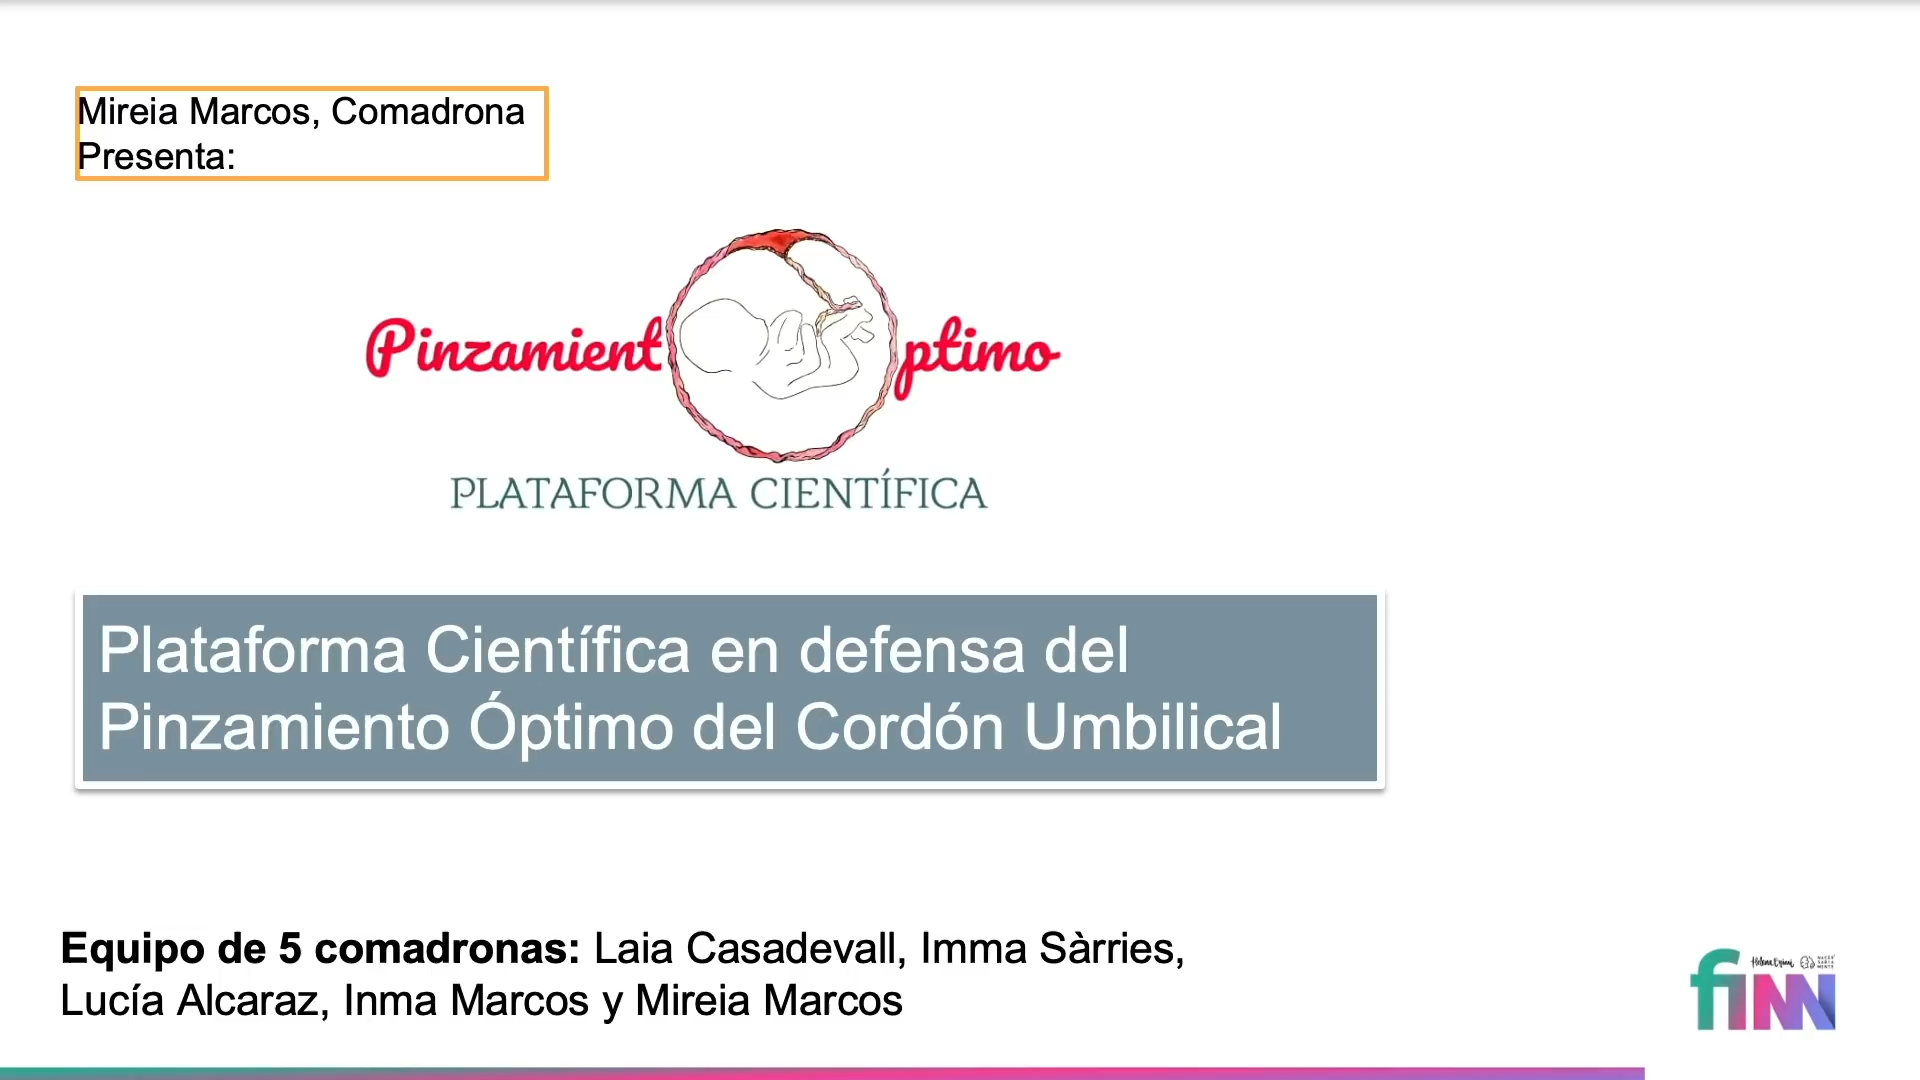 Mireia Marcos, Comadrona
Presenta:
Pinzamient ptimo
PLATAFORMA CIENTÍFICA
Plataforma Científica en defensa del
Pinzamiento Óptimo del Cordón Umbilical
Equipo de 5 comadronas: Laia Casadevall, Imma Sàrries,
Lucía Alcaraz, Inma Marcos y Mireia Marcos
finn